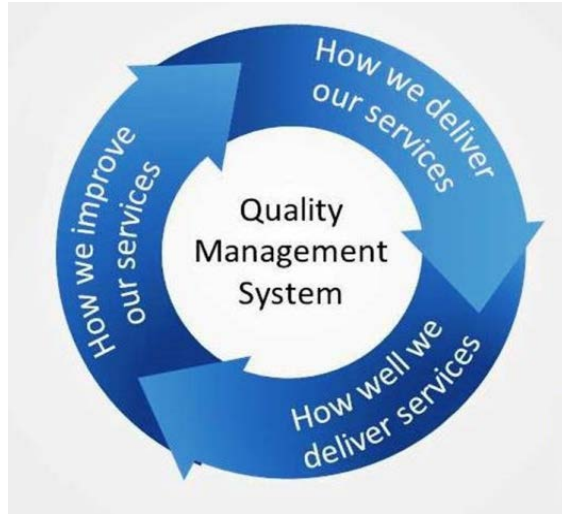 Quality
Management
System
How we deliver
our services
How well we
deliver services
How we improve
our services